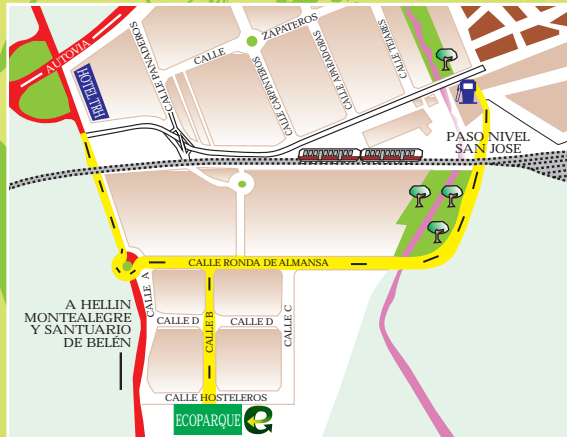 AUTOVIA
HOTEL TRH
CALLE PANADEROS
CALLE
ZAPATEROS
CALLE CARPINTEROS
CALLE APARADORAS
CALLE TEJARES
PASO NIVEL
SAN JOSE
CALLE RONDA DE ALMANSA
CALLE A
A HELLIN
MONTEALEGRE
Y SANTUARIO
DE BELÉN
CALLE D
CALLE B
CALLE D
CALLE C
CALLE HOSTELEROS
ECOPARQUE e